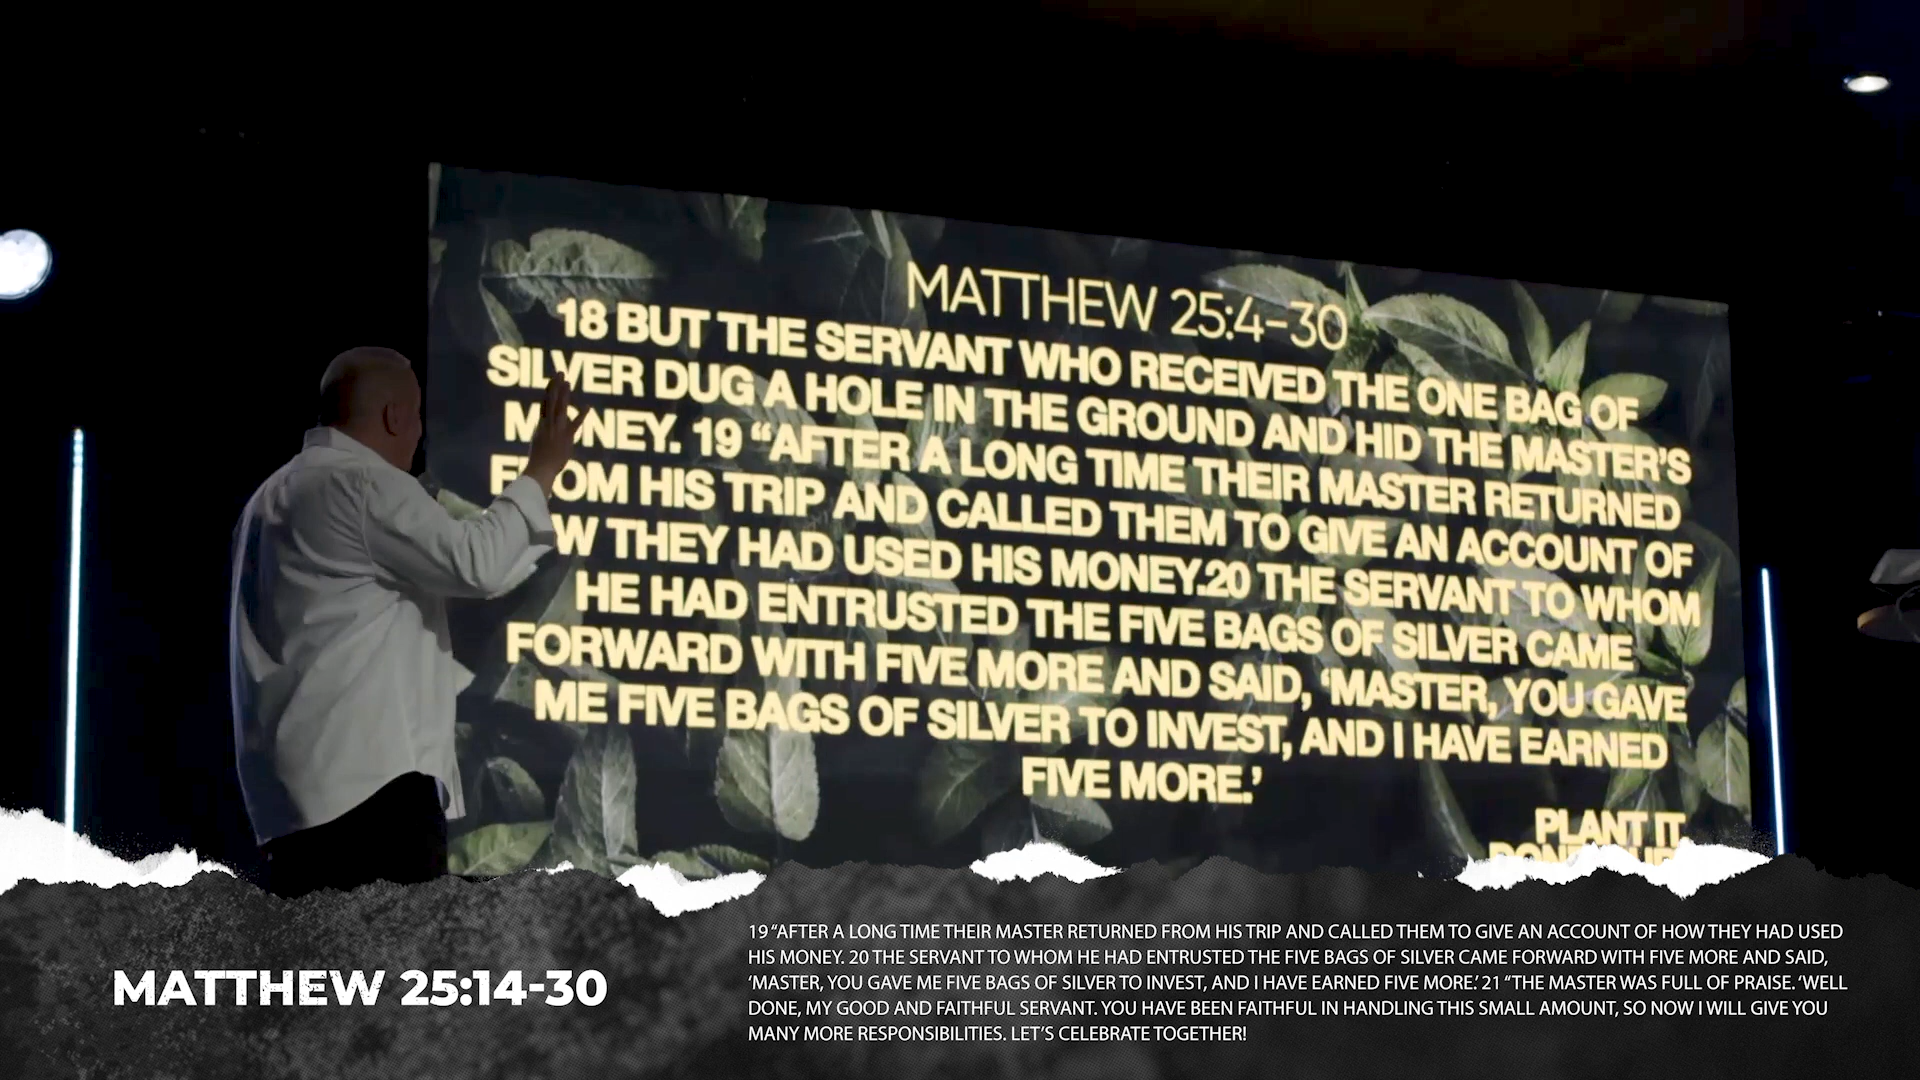 MATTHEW 25:4-30
18 BUT THE SERVANT WHO RECEIVED THE ONE BAG OF
SILVER DUG A HOLE IN THE GROUND AND HID THE MASTER'S
MONEY. 19 “AFTER A LONG TIME THEIR MASTER RETURNED
FROM HIS TRIP AND CALLED THEM TO GIVE AN ACCOUNT OF
W THEY HAD USED HIS MONEY.20 THE SERVANT TO WHOM
HE HAD ENTRUSTED THE FIVE BAGS OF SILVER CAME
FORWARD WITH FIVE MORE AND SAID, ‘MASTER, YOU GAVE
ME FIVE BAGS OF SILVER TO INVEST, AND I HAVE EARNED
FIVE MORE.’
PLANT IT,
MATTHEW 25:14-30
19 “AFTER A LONG TIME THEIR MASTER RETURNED FROM HIS TRIP AND CALLED THEM TO GIVE AN ACCOUNT OF HOW THEY HAD USED
HIS MONEY. 20 THE SERVANT TO WHOM HE HAD ENTRUSTED THE FIVE BAGS OF SILVER CAME FORWARD WITH FIVE MORE AND SAID,
‘MASTER, YOU GAVE ME FIVE BAGS OF SILVER TO INVEST, AND I HAVE EARNED FIVE MORE.’ 21 “THE MASTER WAS FULL OF PRAISE. ‘WELL
DONE, MY GOOD AND FAITHFUL SERVANT. YOU HAVE BEEN FAITHFUL IN HANDLING THIS SMALL AMOUNT, SO NOW I WILL GIVE YOU
MANY MORE RESPONSIBILITIES. LET’S CELEBRATE TOGETHER!